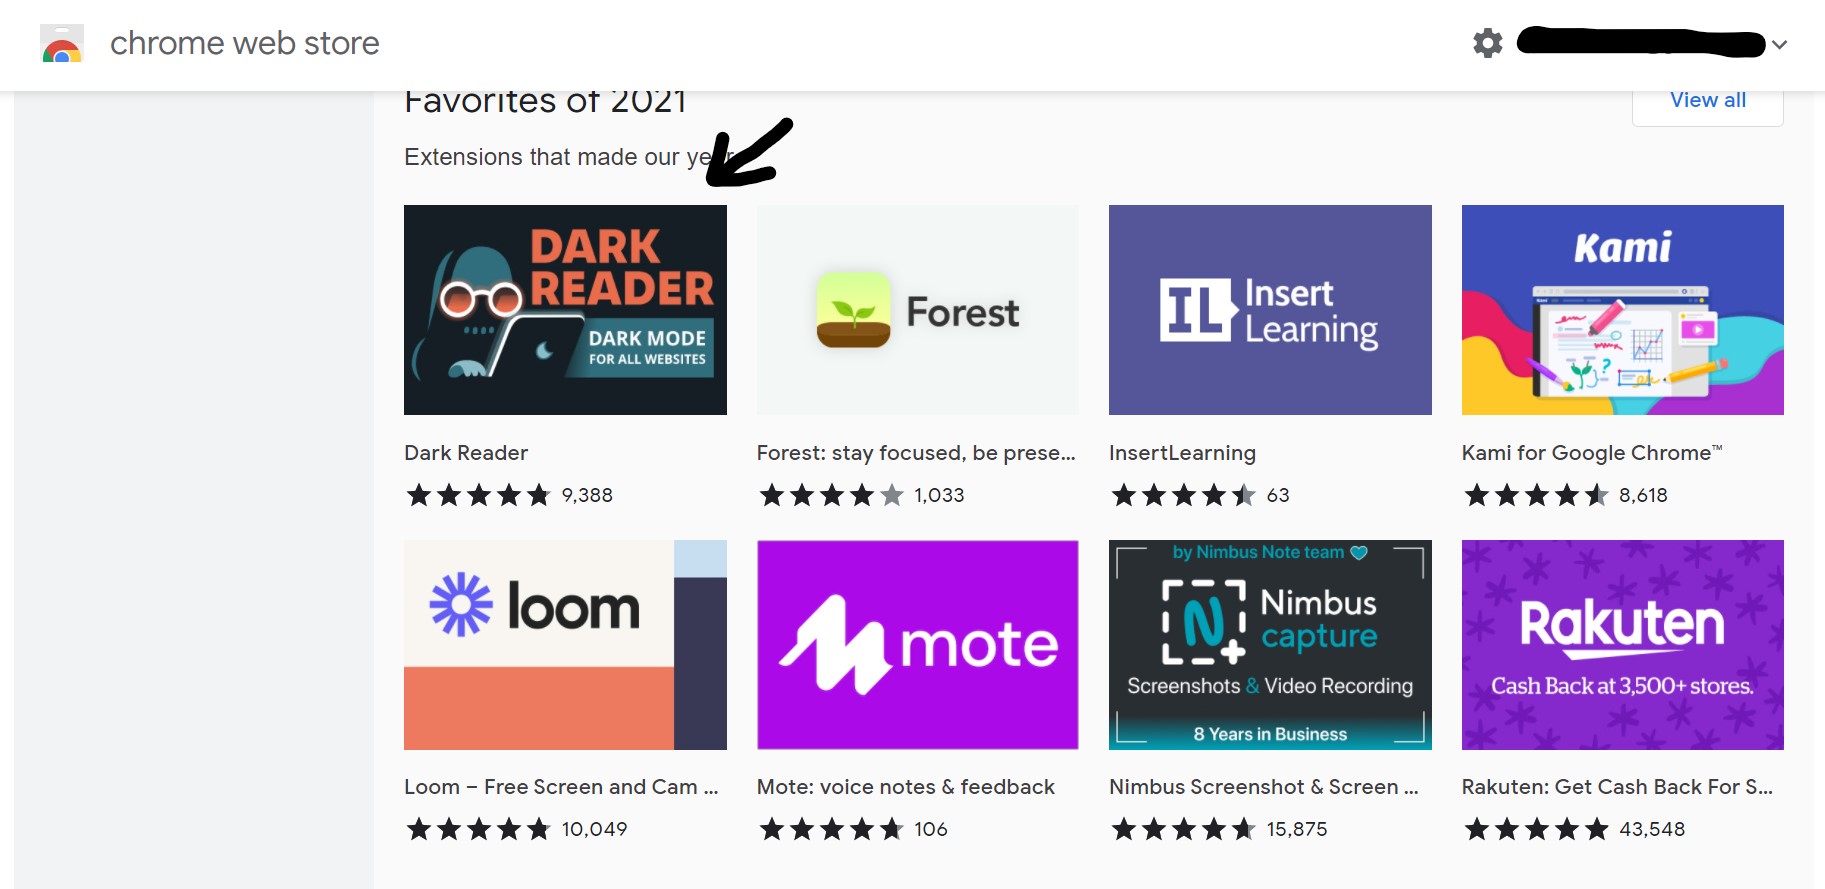 chrome web store
Favorites of 2021
View all
Extensions that made our
DARK
READER
DARK MODE
FOR ALL WEBSITES
Forest
IL Insert
Learning
Kami
Dark Reader
Forest: stay focused, be prese...
InsertLearning
Kami for Google Chrome™
9,388
1,033
63
8,618
loom
mote
by Nimbus Note team
N Nimbus
capture
Screenshots & Video Recording
8 Years in Business
Rakuten
Cash Back at 3,500+ stores.
Loom – Free Screen and Cam ...
Mote: voice notes & feedback
Nimbus Screenshot & Screen ...
Rakuten: Get Cash Back For S...
10,049
106
15,875
43,548